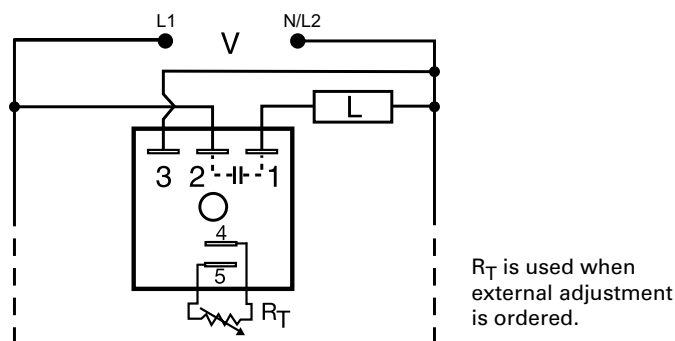 L1
V
N/L2
L
3
2
1
4
5
RT
RT is used when
external adjustment
is ordered.